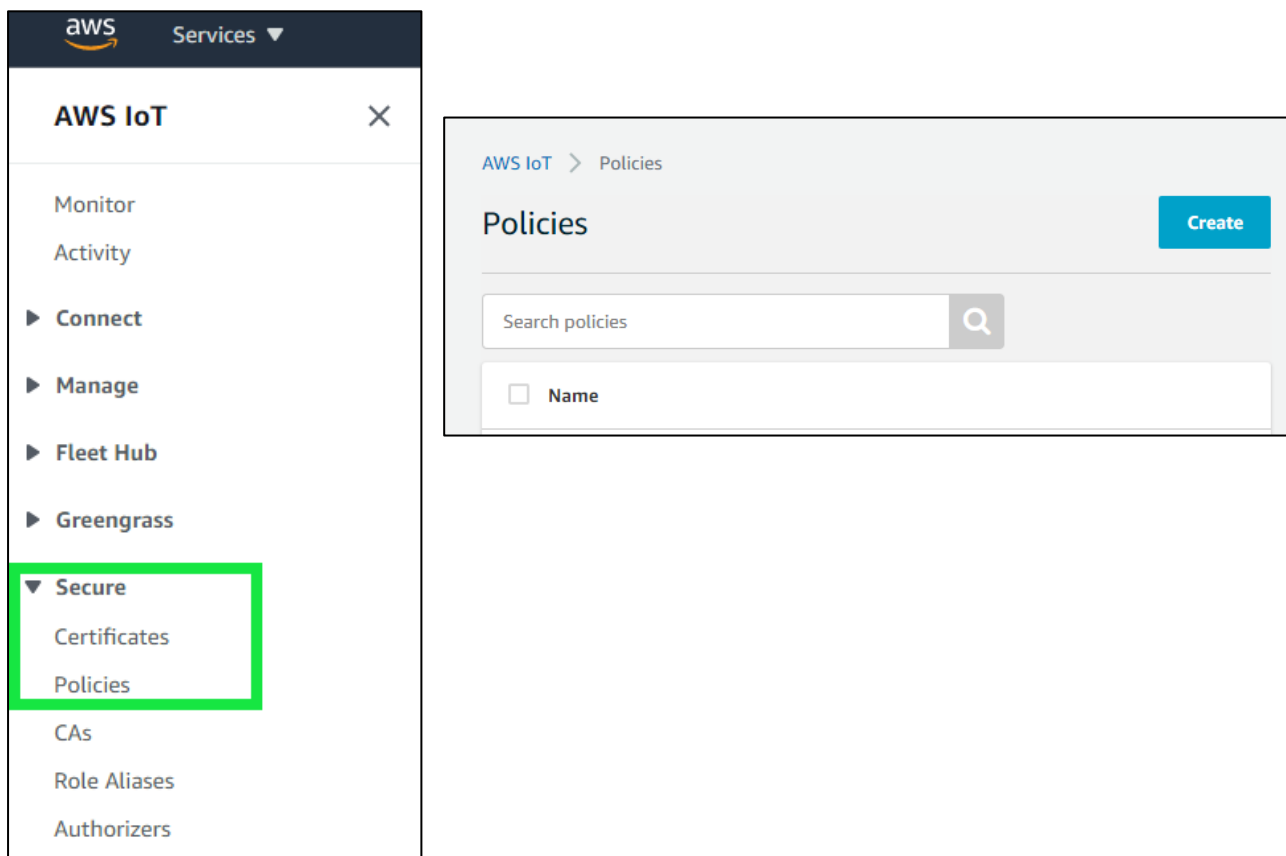 aws Services
AWS IoT
Monitor
Activity
Connect
Manage
Fleet Hub
Greengrass
Secure
Certificates
Policies
CAs
Role Aliases
Authorizers
AWS IoT > Policies
Policies
Create
Search policies
Name